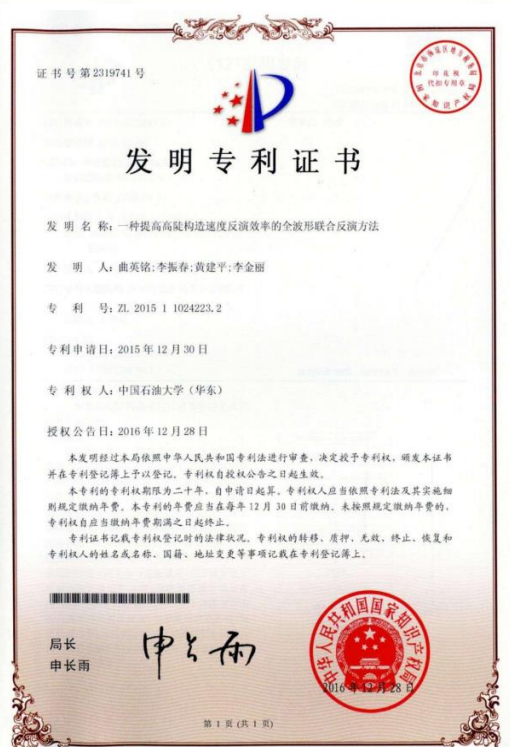 证书号第2319741号
印花税
代扣专用章
国家知识产权局
发明专利证书
发明名称：一种提高高陡构造速度反演效率的全波形联合反演方法
发明人：曲英铭;李振春;黄建平;李金丽
专利号：ZL 2015 1 1024223.2
专利申请日：2015年12月30日
专利权人：中国石油大学（华东）
授权公告日：2016年12月28日
本发明经过本局依照中华人民共和国专利法进行审查，决定授予专利权，颁发本证书
并在专利登记簿上予以登记。专利权自授权公告之日起生效。
本专利的专利权期限为二十年，自申请日起算。专利权人应当依照专利法及其实施细
则规定缴纳年费。本专利的年费应当在每年12月30日前缴纳。未按照规定缴纳年费的，
专利权自应当缴纳年费期满之日起终止。
专利证书记载专利权登记时的法律状况。专利权的转移、质押、无效、终止、恢复和
专利权人的姓名或名称、国籍、地址变更等事项记载在专利登记簿上。
局长
申长雨
申长雨
中华人民共和国国家知识产权局
2016年12月28日
第1页（共1页）